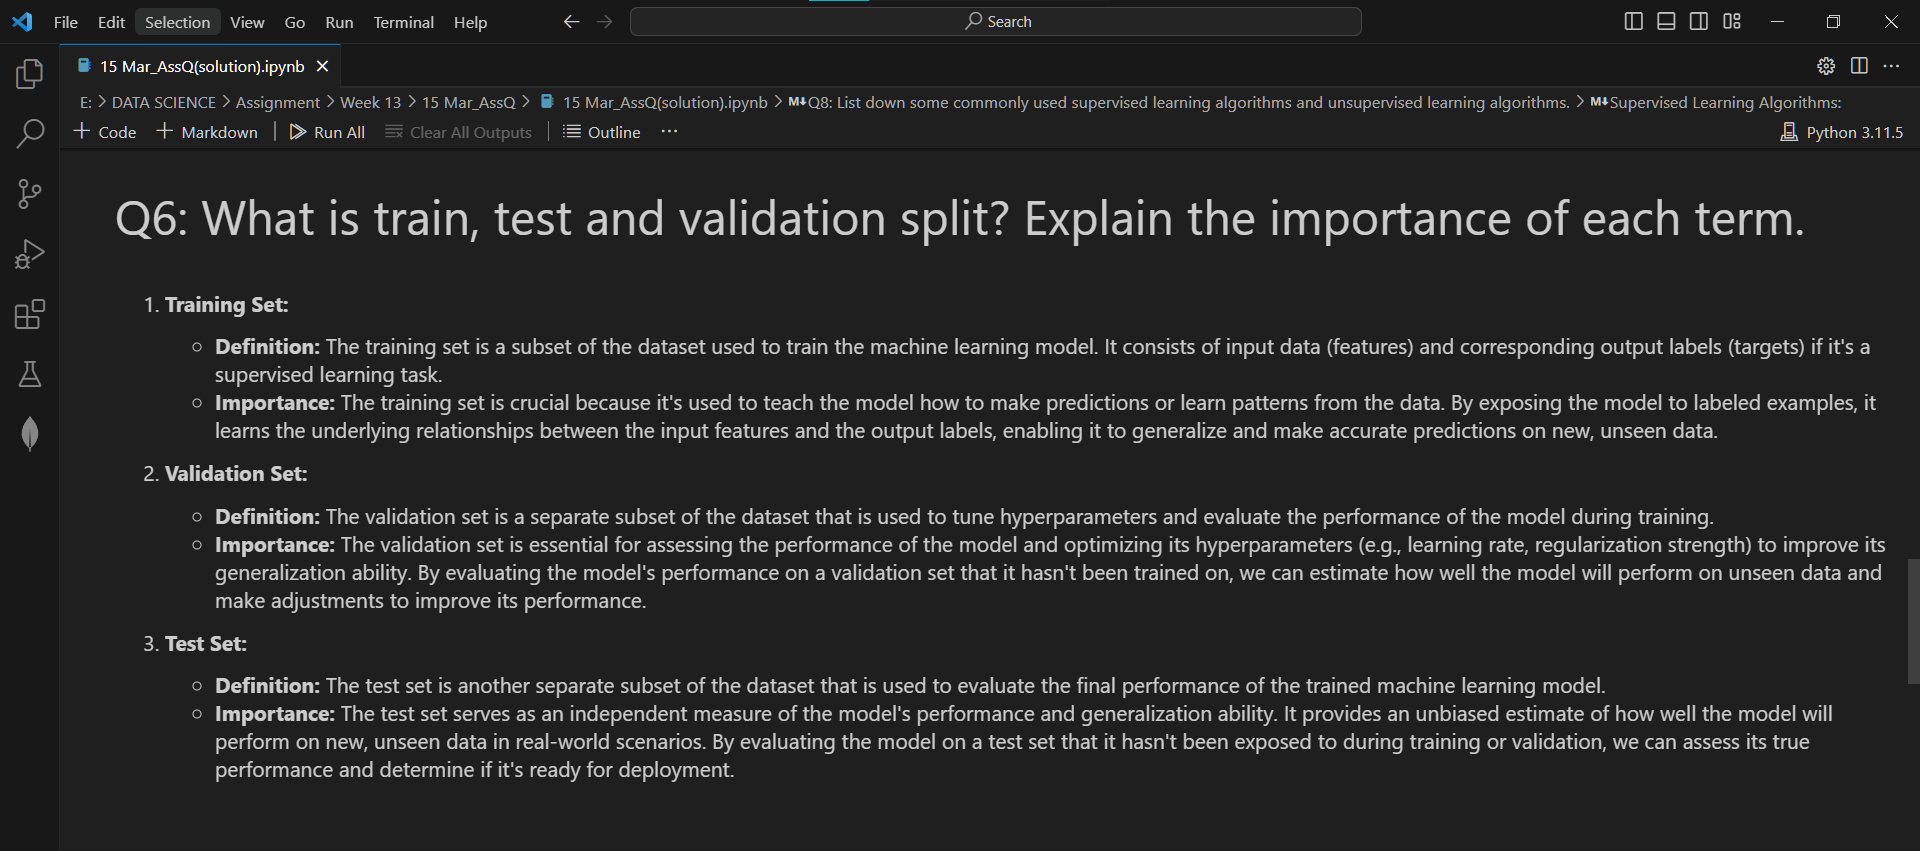 File Edit Selection View Go Run Terminal Help
Search
15 Mar_AssQ(solution).ipynb
E: > DATA SCIENCE > Assignment > Week 13 > 15 Mar_AssQ > 15 Mar_AssQ(solution).ipynb > M↓Q8: List down some commonly used supervised learning algorithms and unsupervised learning algorithms. > M↓Supervised Learning Algorithms:
+ Code + Markdown | Run All Clear All Outputs | Outline ···
Python 3.11.5
Q6: What is train, test and validation split? Explain the importance of each term.
1. Training Set:
Definition: The training set is a subset of the dataset used to train the machine learning model. It consists of input data (features) and corresponding output labels (targets) if it's a
supervised learning task.
Importance: The training set is crucial because it's used to teach the model how to make predictions or learn patterns from the data. By exposing the model to labeled examples, it
learns the underlying relationships between the input features and the output labels, enabling it to generalize and make accurate predictions on new, unseen data.
2. Validation Set:
Definition: The validation set is a separate subset of the dataset that is used to tune hyperparameters and evaluate the performance of the model during training.
Importance: The validation set is essential for assessing the performance of the model and optimizing its hyperparameters (e.g., learning rate, regularization strength) to improve its
generalization ability. By evaluating the model's performance on a validation set that it hasn't been trained on, we can estimate how well the model will perform on unseen data and
make adjustments to improve its performance.
3. Test Set:
Definition: The test set is another separate subset of the dataset that is used to evaluate the final performance of the trained machine learning model.
Importance: The test set serves as an independent measure of the model's performance and generalization ability. It provides an unbiased estimate of how well the model will
perform on new, unseen data in real-world scenarios. By evaluating the model on a test set that it hasn't been exposed to during training or validation, we can assess its true
performance and determine if it's ready for deployment.